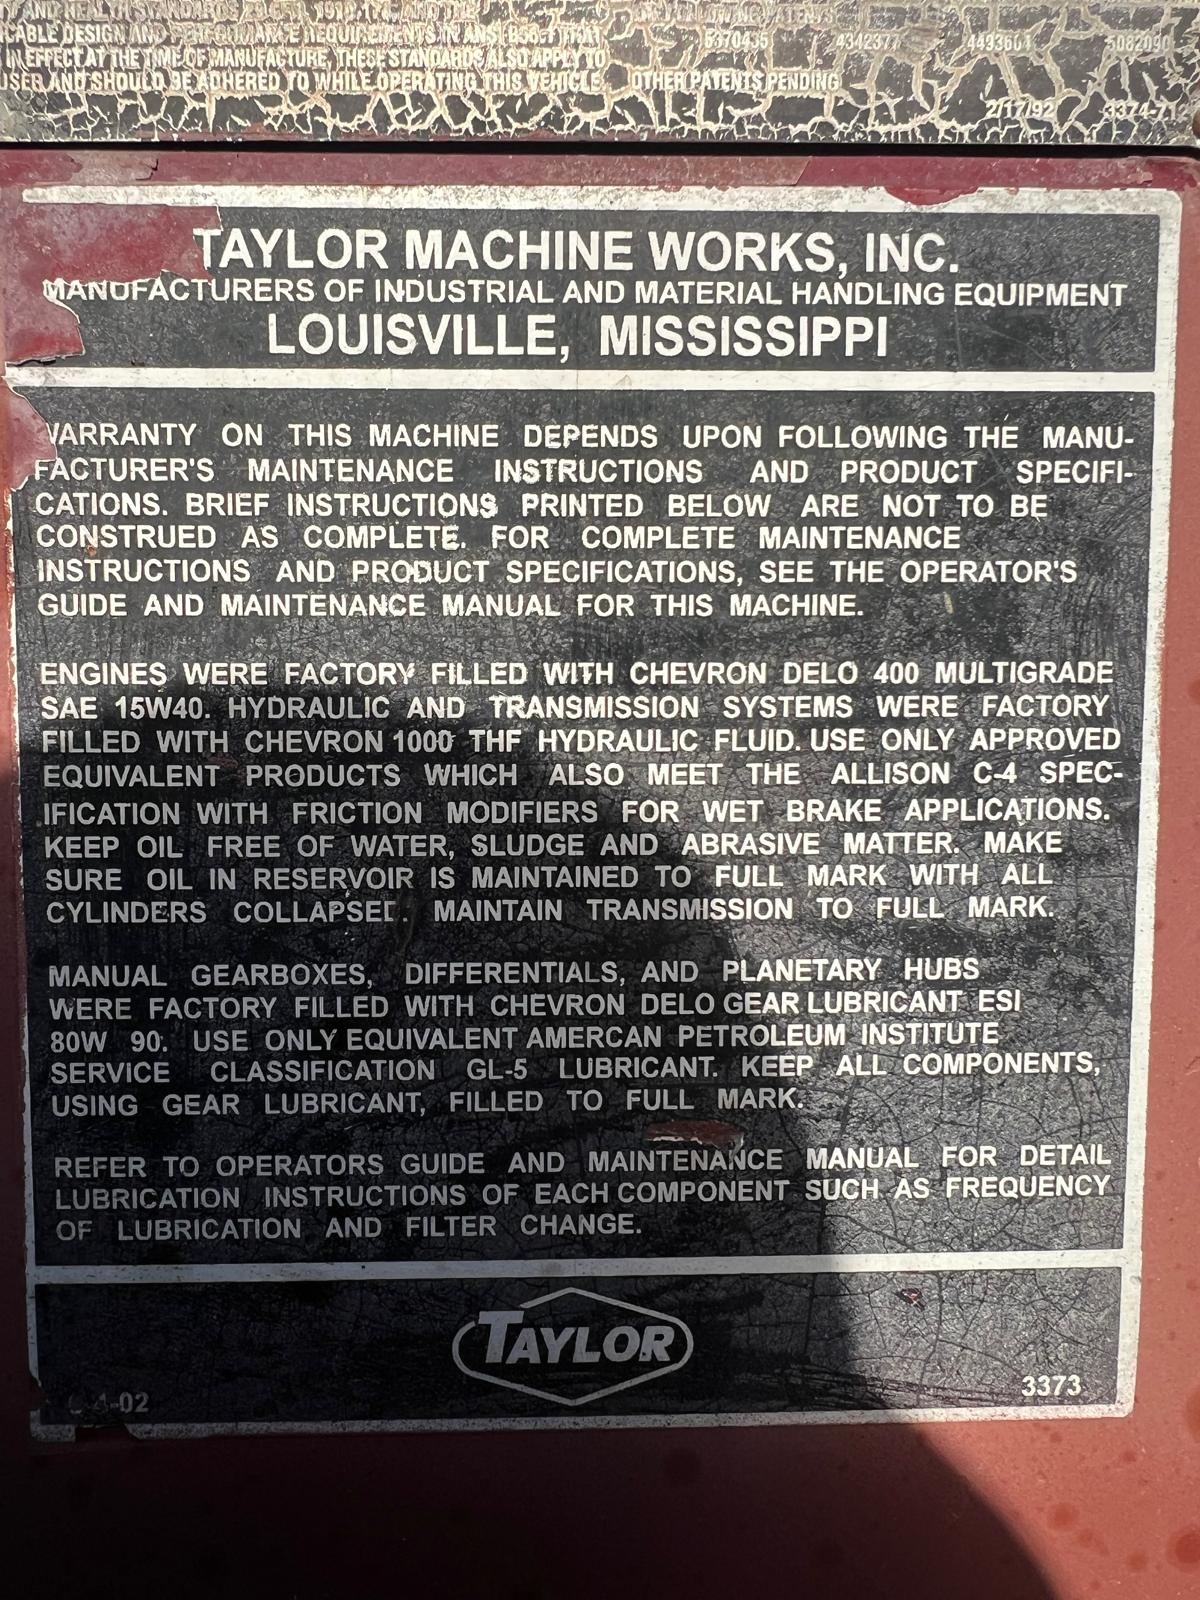 AND HEALTH STANDARDS
DESIGN AND PERFORMANCE REQUIREMENTS IN ANSI THAT
IN EFFECT AT THE TIME OF MANUFACTURE, THESE STANDARDS ALSO APPLY TO
USER AND SHOULD BE ADHERED TO WHILE OPERATING THIS VEHICLE.
PATENTS
5370435 4342377 4493604 5082090
OTHER PATENTS PENDING
2/17/92 3374-71
TAYLOR MACHINE WORKS, INC.
MANUFACTURERS OF INDUSTRIAL AND MATERIAL HANDLING EQUIPMENT
LOUISVILLE, MISSISSIPPI
WARRANTY ON THIS MACHINE DEPENDS UPON FOLLOWING THE MANU-
FACTURER'S MAINTENANCE INSTRUCTIONS AND PRODUCT SPECIFI-
CATIONS. BRIEF INSTRUCTIONS PRINTED BELOW ARE NOT TO BE
CONSTRUED AS COMPLETE. FOR COMPLETE MAINTENANCE
INSTRUCTIONS AND PRODUCT SPECIFICATIONS, SEE THE OPERATOR'S
GUIDE AND MAINTENANCE MANUAL FOR THIS MACHINE.
ENGINES WERE FACTORY FILLED WITH CHEVRON DELO 400 MULTIGRADE
SAE 15W40. HYDRAULIC AND TRANSMISSION SYSTEMS WERE FACTORY
FILLED WITH CHEVRON 1000 THF HYDRAULIC FLUID. USE ONLY APPROVED
EQUIVALENT PRODUCTS WHICH ALSO MEET THE ALLISON C-4 SPEC-
IFICATION WITH FRICTION MODIFIERS FOR WET BRAKE APPLICATIONS.
KEEP OIL FREE OF WATER, SLUDGE AND ABRASIVE MATTER. MAKE
SURE OIL IN RESERVOIR IS MAINTAINED TO FULL MARK WITH ALL
CYLINDERS COLLAPSED. MAINTAIN TRANSMISSION TO FULL MARK.
MANUAL GEARBOXES, DIFFERENTIALS, AND PLANETARY HUBS
WERE FACTORY FILLED WITH CHEVRON DELO GEAR LUBRICANT ESI
80W 90. USE ONLY EQUIVALENT AMERCAN PETROLEUM INSTITUTE
SERVICE CLASSIFICATION GL-5 LUBRICANT. KEEP ALL COMPONENTS,
USING GEAR LUBRICANT, FILLED TO FULL MARK.
REFER TO OPERATORS GUIDE AND MAINTENANCE MANUAL FOR DETAIL
LUBRICATION INSTRUCTIONS OF EACH COMPONENT SUCH AS FREQUENCY
OF LUBRICATION AND FILTER CHANGE.
TAYLOR
3373